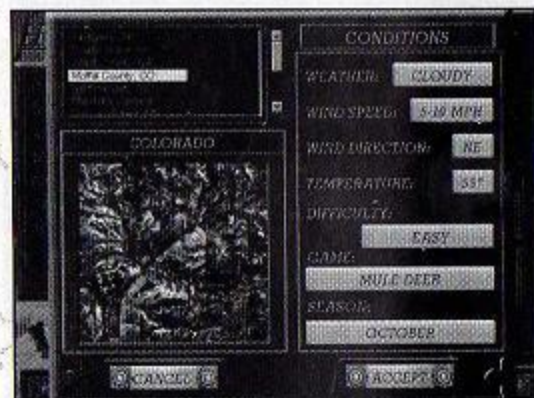 Moffat County, CO
COLORADO
CANCEL
CONDITIONS
WEATHER: CLOUDY
WIND SPEED: 5-10 MPH
WIND DIRECTION: NE
TEMPERATURE:
DIFFICULTY:
EASY
GAME:
MULE DEER
SEASON:
OCTOBER
ACCEPT